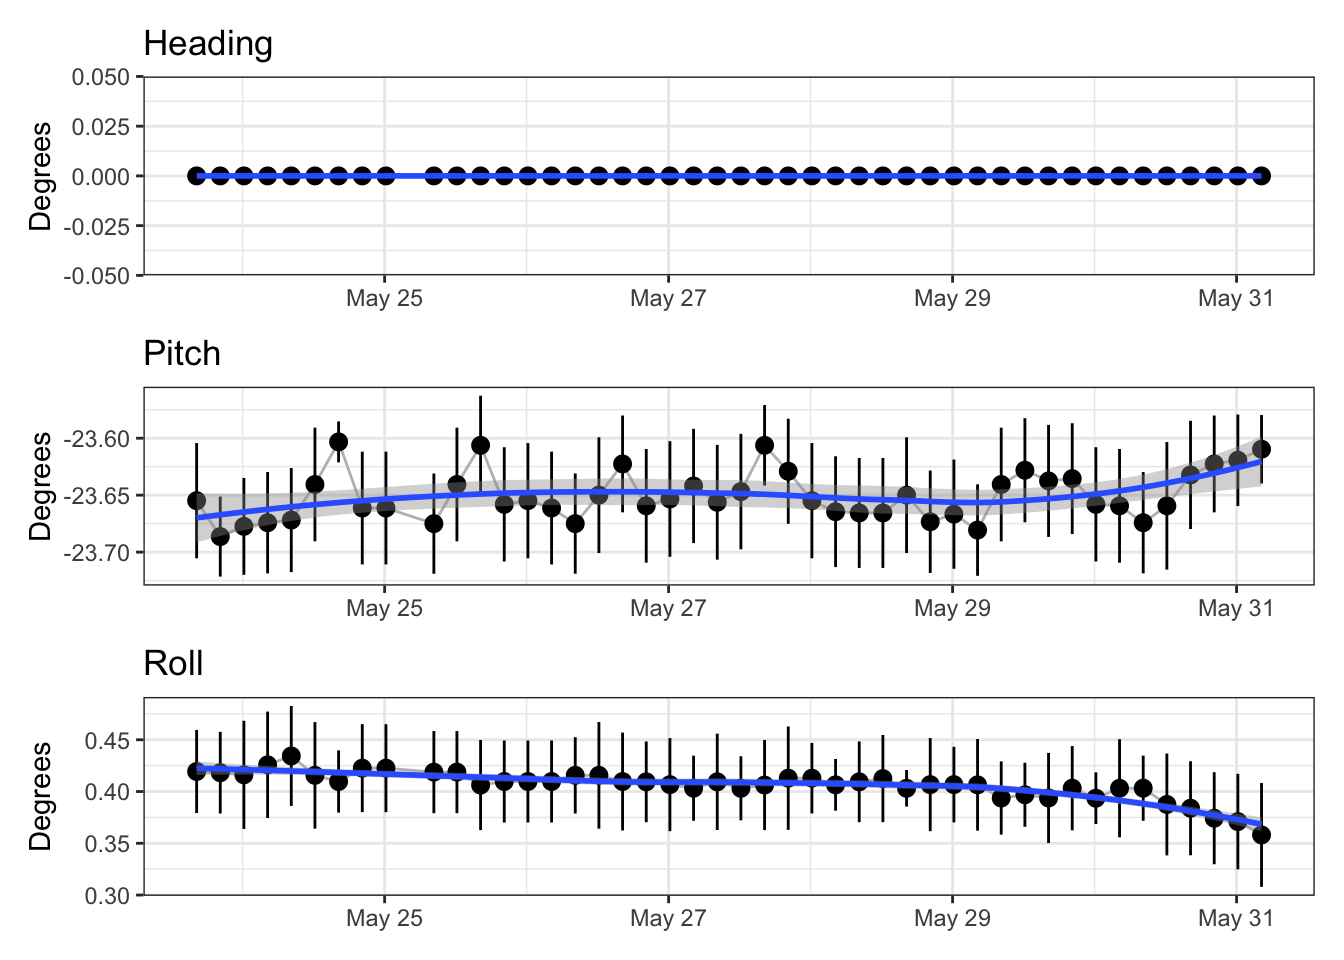 Heading
Degrees
0.050
0.025
0.000
-0.025
-0.050
May 25 May 27 May 29 May 31
Pitch
Degrees
-23.60
-23.65
-23.70
May 25 May 27 May 29 May 31
Roll
Degrees
0.45
0.40
0.35
0.30
May 25 May 27 May 29 May 31